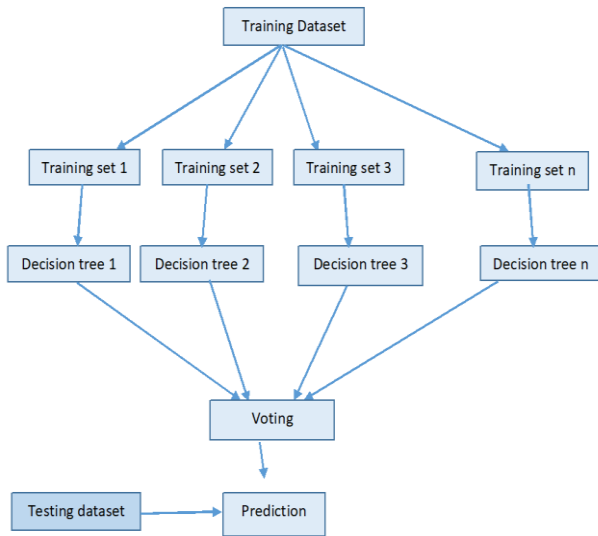 Training Dataset
Training set 1
Training set 2
Training set 3
Training set n
Decision tree 1
Decision tree 2
Decision tree 3
Decision tree n
Voting
Testing dataset
Prediction